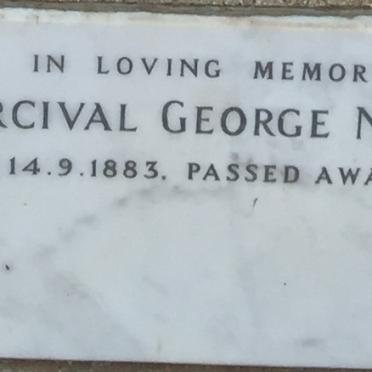 IN LOVING MEMOR
RCIVAL GEORGE N
14.9.1883. PASSED AWA